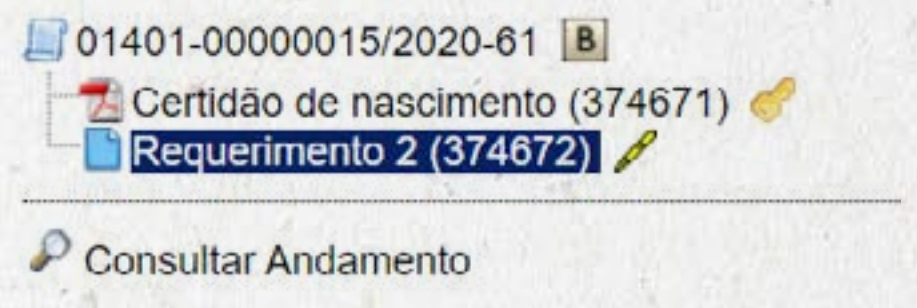 01401-00000015/2020-61 B
Certidão de nascimento (374671)
Requerimento 2 (374672)
Consultar Andamento